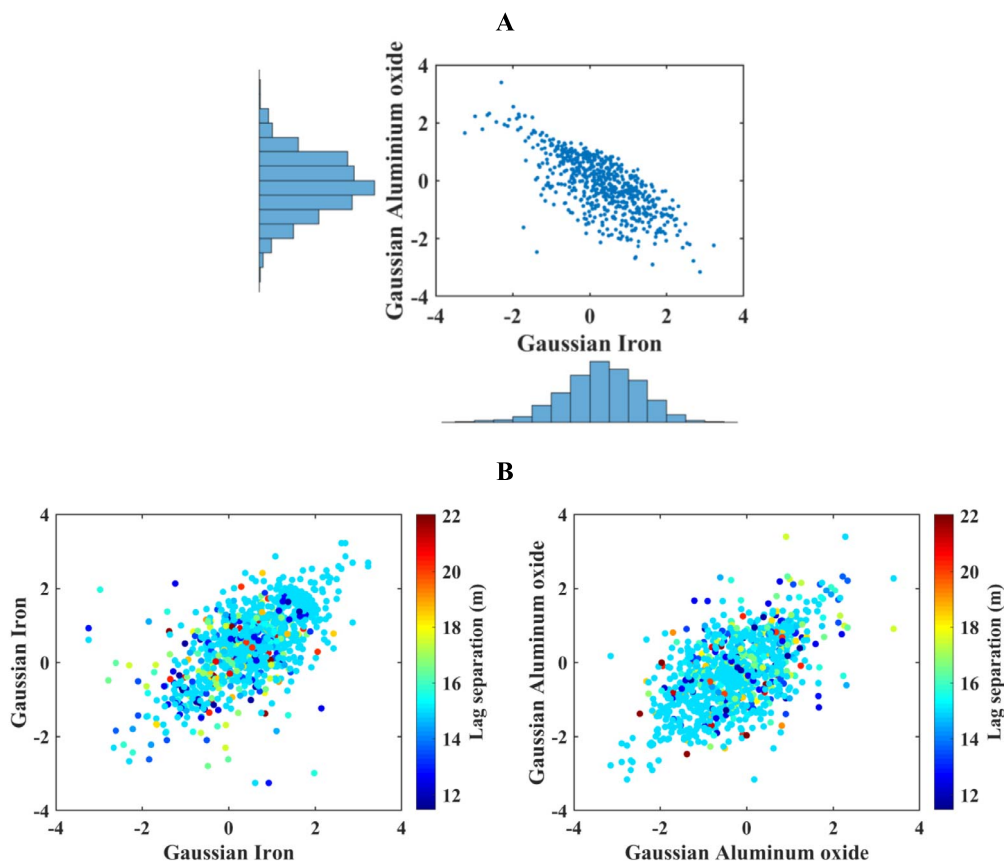 A
Gaussian Aluminium oxide
4
2
0
-2
-4
-4 -2 0 2 4
Gaussian Iron
B
Gaussian Iron
4
2
0
-2
-4
-4 -2 0 2 4
Gaussian Iron
22
20
18
16
14
12
Lag separation (m)
Gaussian Aluminum oxide
4
2
0
-2
-4
-4 -2 0 2 4
Gaussian Aluminum oxide
22
20
18
16
14
12
Lag separation (m)